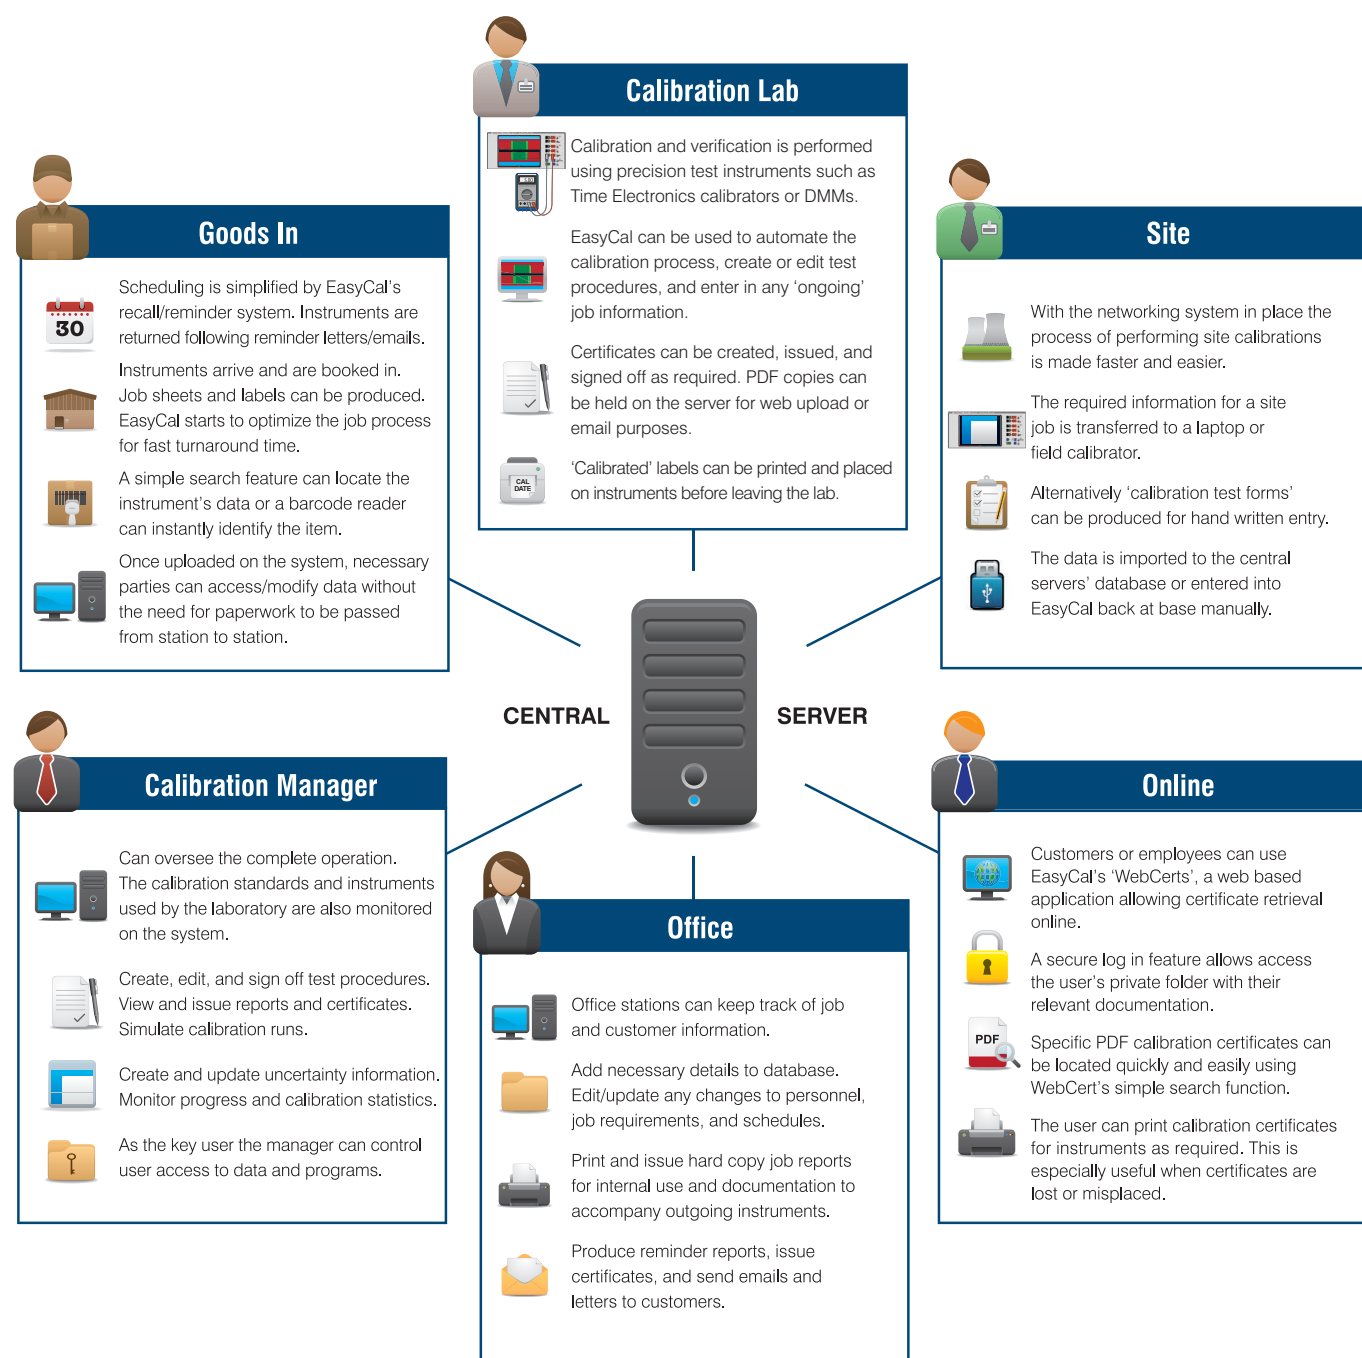 Calibration Lab
Calibration and verification is performed
using precision test instruments such as
Time Electronics calibrators or DMMs.
EasyCal can be used to automate the
calibration process, create or edit test
procedures, and enter in any ‘ongoing’
job information.
Certificates can be created, issued, and
signed off as required. PDF copies can
be held on the server for web upload or
email purposes.
CAL
DATE
‘Calibrated’ labels can be printed and placed
on instruments before leaving the lab.
Goods In
30
Scheduling is simplified by EasyCal’s
recall/reminder system. Instruments are
returned following reminder letters/emails.
Instruments arrive and are booked in.
Job sheets and labels can be produced.
EasyCal starts to optimize the job process
for fast turnaround time.
A simple search feature can locate the
instrument’s data or a barcode reader
can instantly identify the item.
Once uploaded on the system, necessary
parties can access/modify data without
the need for paperwork to be passed
from station to station.
Site
With the networking system in place the
process of performing site calibrations
is made faster and easier.
The required information for a site
job is transferred to a laptop or
field calibrator.
Alternatively ‘calibration test forms’
can be produced for hand written entry.
The data is imported to the central
servers’ database or entered into
EasyCal back at base manually.
CENTRAL SERVER
Calibration Manager
Can oversee the complete operation.
The calibration standards and instruments
used by the laboratory are also monitored
on the system.
Create, edit, and sign off test procedures.
View and issue reports and certificates.
Simulate calibration runs.
Create and update uncertainty information.
Monitor progress and calibration statistics.
As the key user the manager can control
user access to data and programs.
Office
Office stations can keep track of job
and customer information.
Add necessary details to database.
Edit/update any changes to personnel,
job requirements, and schedules.
Print and issue hard copy job reports
for internal use and documentation to
accompany outgoing instruments.
Produce reminder reports, issue
certificates, and send emails and
letters to customers.
Online
Customers or employees can use
EasyCal’s ‘WebCerts’, a web based
application allowing certificate retrieval
online.
A secure log in feature allows access
the user’s private folder with their
relevant documentation.
PDF
Specific PDF calibration certificates can
be located quickly and easily using
WebCert’s simple search function.
The user can print calibration certificates
for instruments as required. This is
especially useful when certificates are
lost or misplaced.